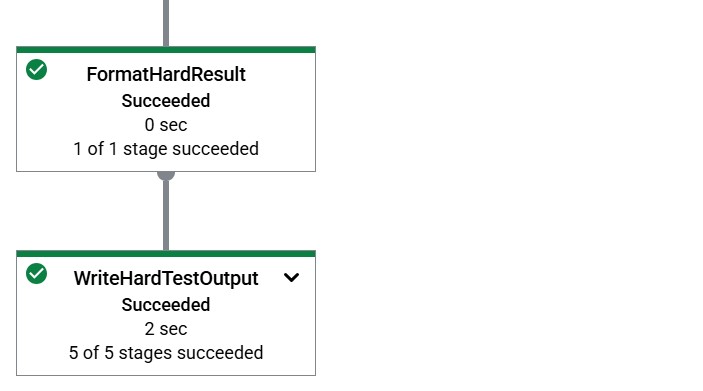 FormatHardResult
Succeeded
0 sec
1 of 1 stage succeeded
WriteHardTestOutput
Succeeded
2 sec
5 of 5 stages succeeded